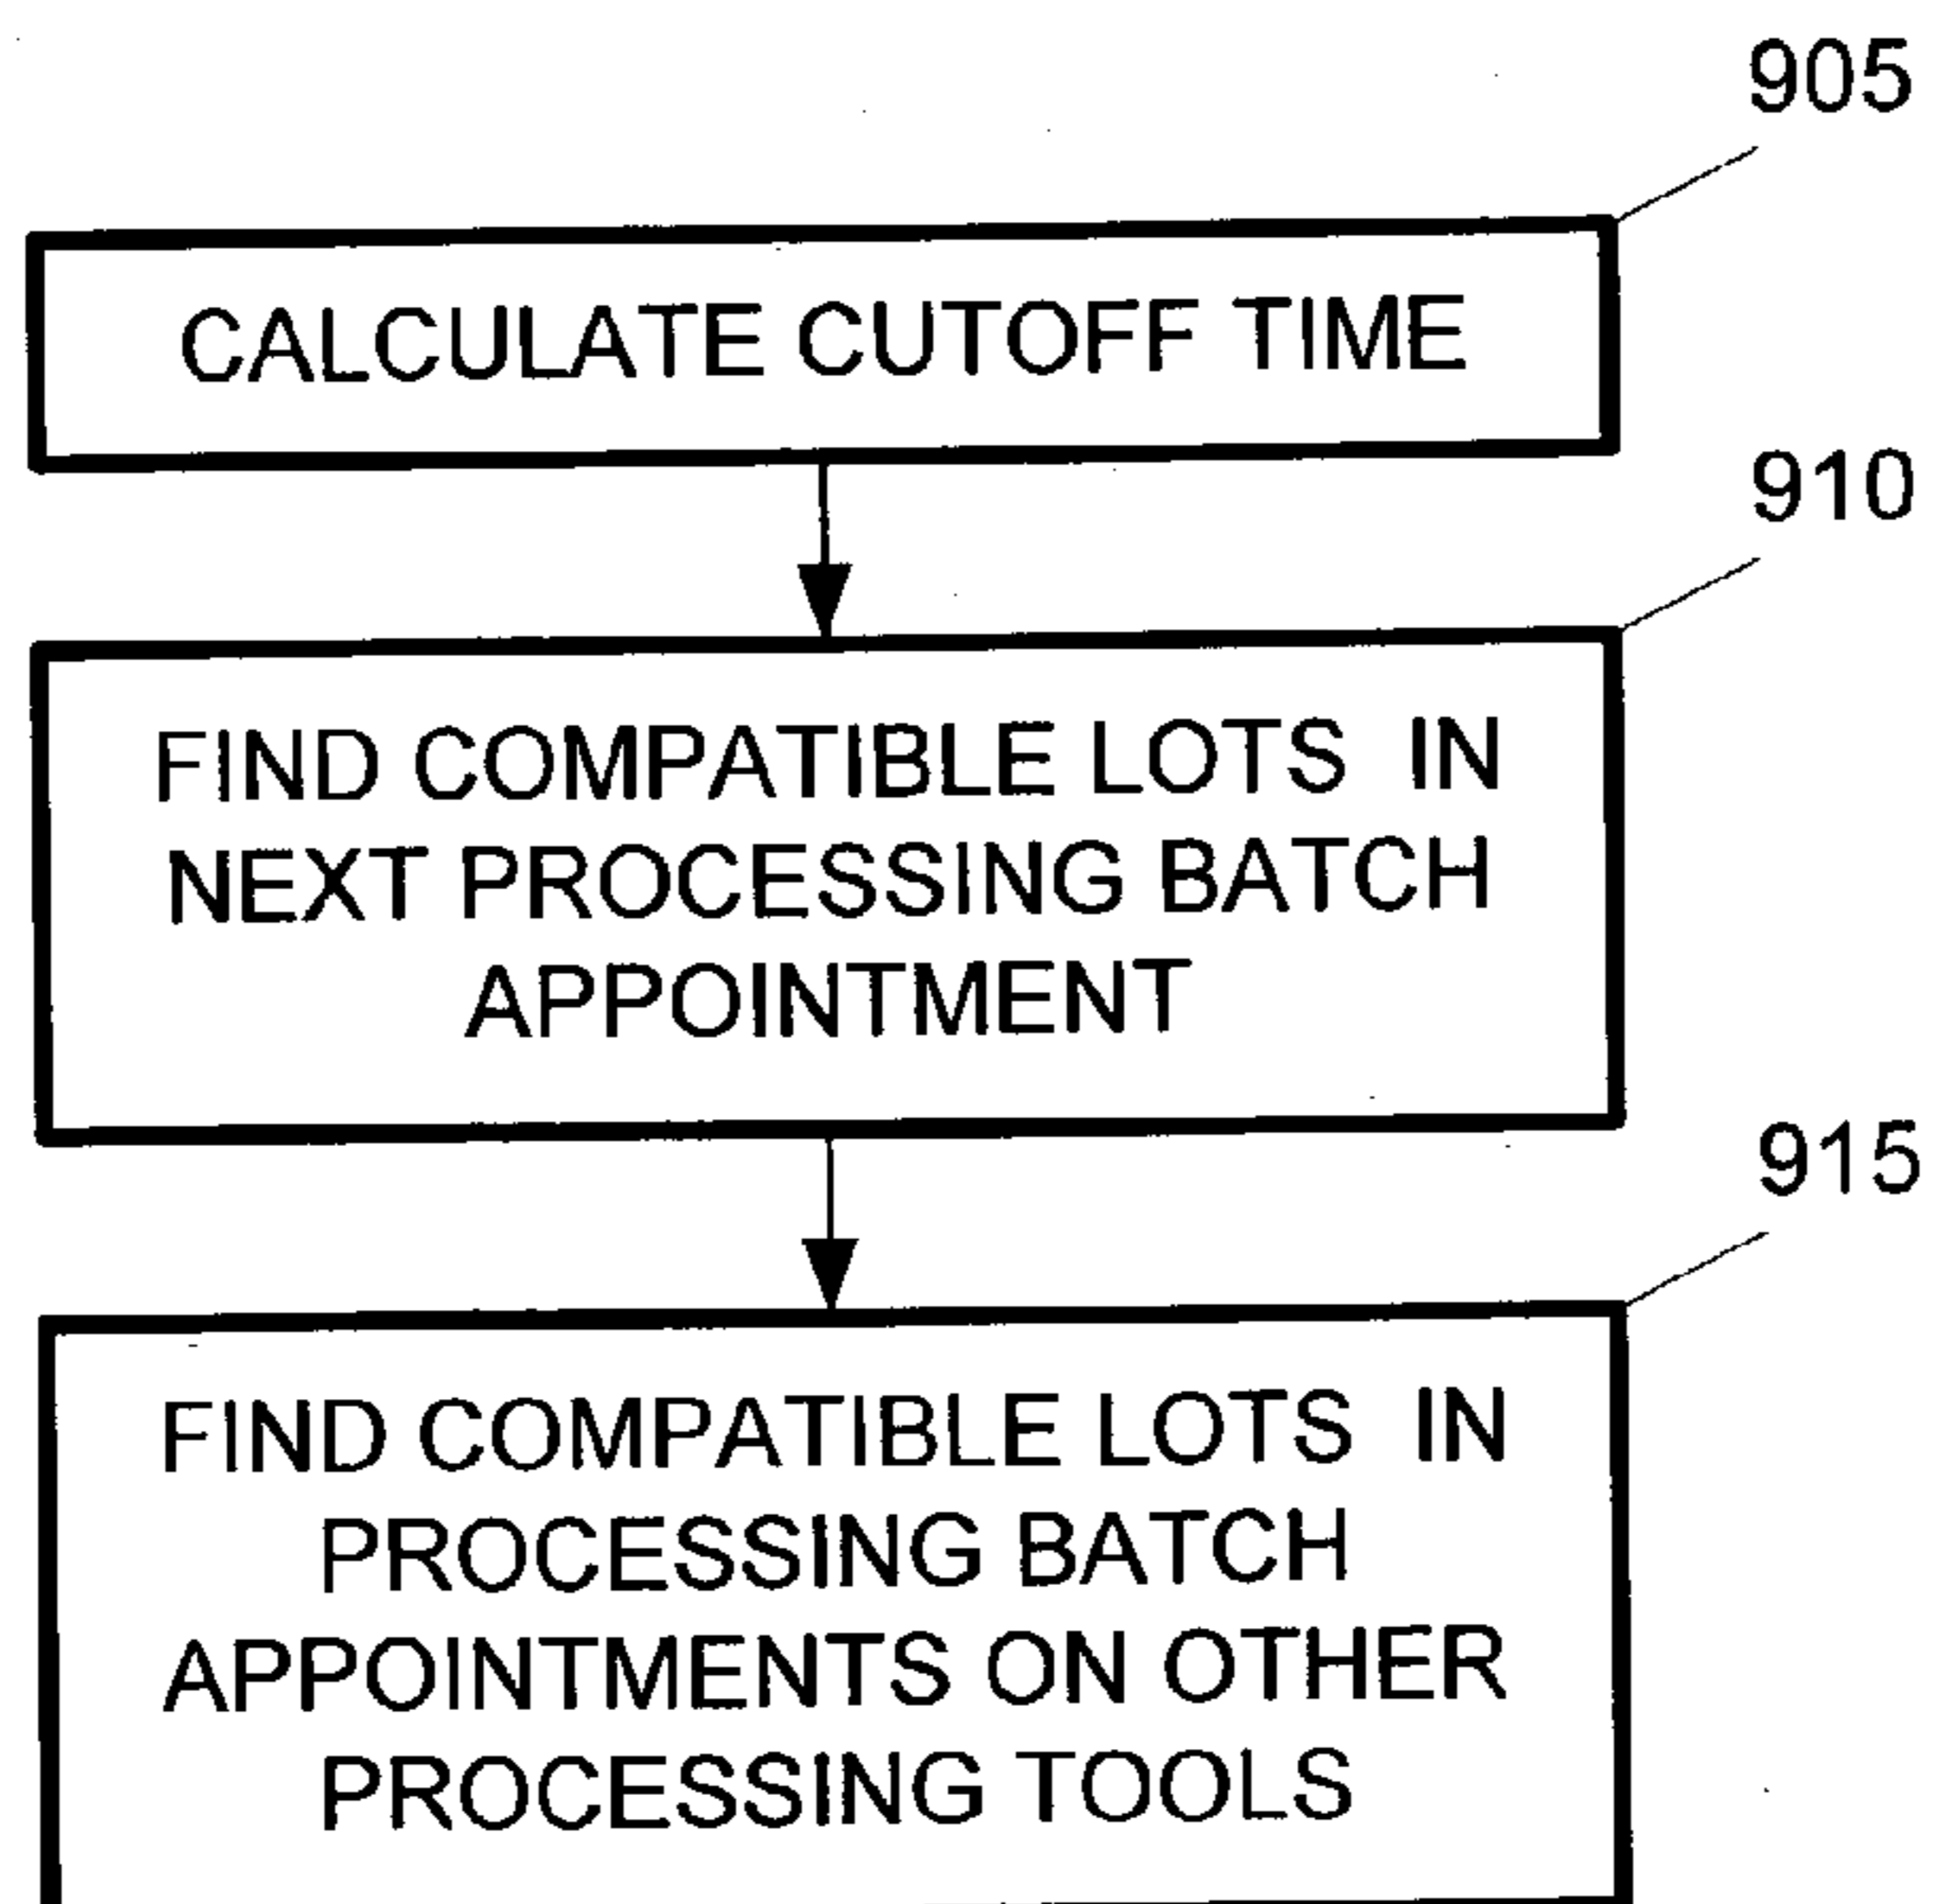 905
CALCULATE CUTOFF TIME
910
FIND COMPATIBLE LOTS IN
NEXT PROCESSING BATCH
APPOINTMENT
915
FIND COMPATIBLE LOTS IN
PROCESSING BATCH
APPOINTMENTS ON OTHER
PROCESSING TOOLS